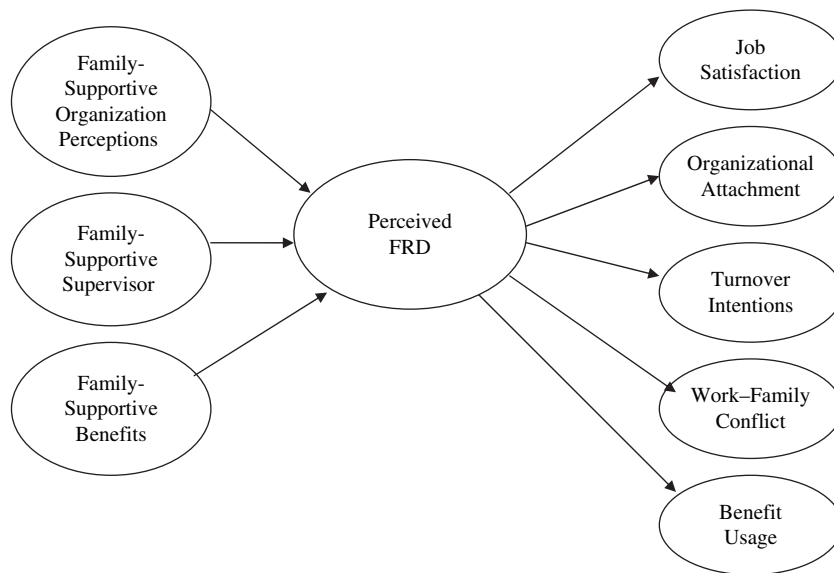 Family-
Supportive
Organization
Perceptions
Family-
Supportive
Supervisor
Family-
Supportive
Benefits
Perceived
FRD
Job
Satisfaction
Organizational
Attachment
Turnover
Intentions
Work–Family
Conflict
Benefit
Usage